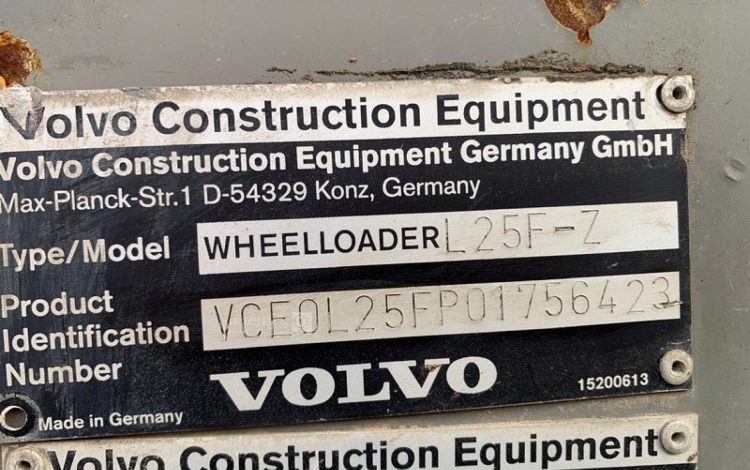 Volvo Construction Equipment
Volvo Construction Equipment Germany GmbH
Max-Planck-Str.1 D-54329 Konz, Germany
Type/Model WHEELLOADER L25F-Z
Product
Identification
Number
VCE0L25FP01756423
VOLVO
15200613
Made in Germany
Volvo Construction Equipment